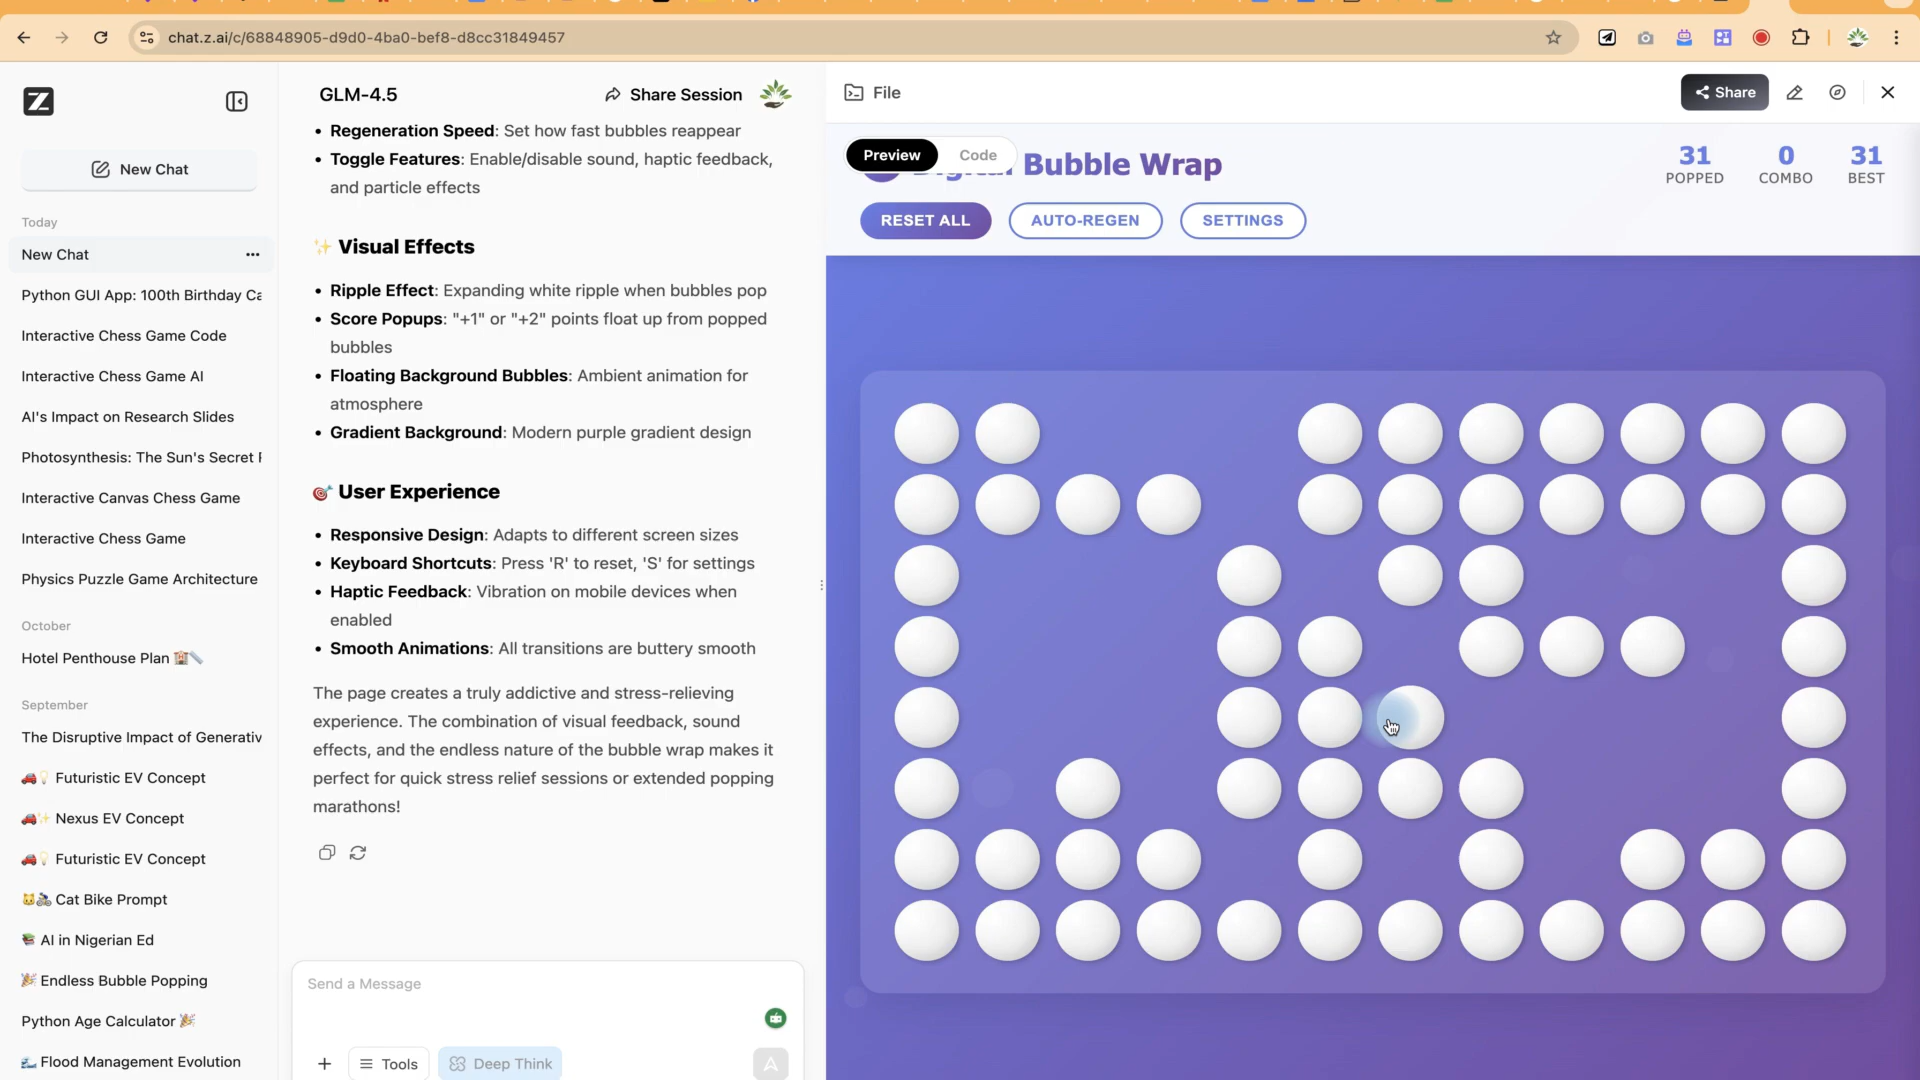 chat.z.ai/c/68848905-d9d0-4ba0-bef8-d8cc31849457
Z
New Chat
Today
New Chat
Python GUI App: 100th Birthday Ca
Interactive Chess Game Code
Interactive Chess Game AI
AI's Impact on Research Slides
Photosynthesis: The Sun's Secret
Interactive Canvas Chess Game
Interactive Chess Game
Physics Puzzle Game Architecture
October
Hotel Penthouse Plan
September
The Disruptive Impact of Generativ
Futuristic EV Concept
Nexus EV Concept
Futuristic EV Concept
Cat Bike Prompt
AI in Nigerian Ed
Endless Bubble Popping
Python Age Calculator
Flood Management Evolution
GLM-4.5
Share Session
• Regeneration Speed: Set how fast bubbles reappear
• Toggle Features: Enable/disable sound, haptic feedback,
and particle effects
✨ Visual Effects
• Ripple Effect: Expanding white ripple when bubbles pop
• Score Popups: "+1" or "+2" points float up from popped
bubbles
• Floating Background Bubbles: Ambient animation for
atmosphere
• Gradient Background: Modern purple gradient design
🎯 User Experience
• Responsive Design: Adapts to different screen sizes
• Keyboard Shortcuts: Press 'R' to reset, 'S' for settings
• Haptic Feedback: Vibration on mobile devices when
enabled
• Smooth Animations: All transitions are buttery smooth
The page creates a truly addictive and stress-relieving
experience. The combination of visual feedback, sound
effects, and the endless nature of the bubble wrap makes it
perfect for quick stress relief sessions or extended popping
marathons!
Send a Message
Tools
Deep Think
File
Share
Preview
Code
Bubble Wrap
31
POPPED
0
COMBO
31
BEST
RESET ALL
AUTO-REGEN
SETTINGS